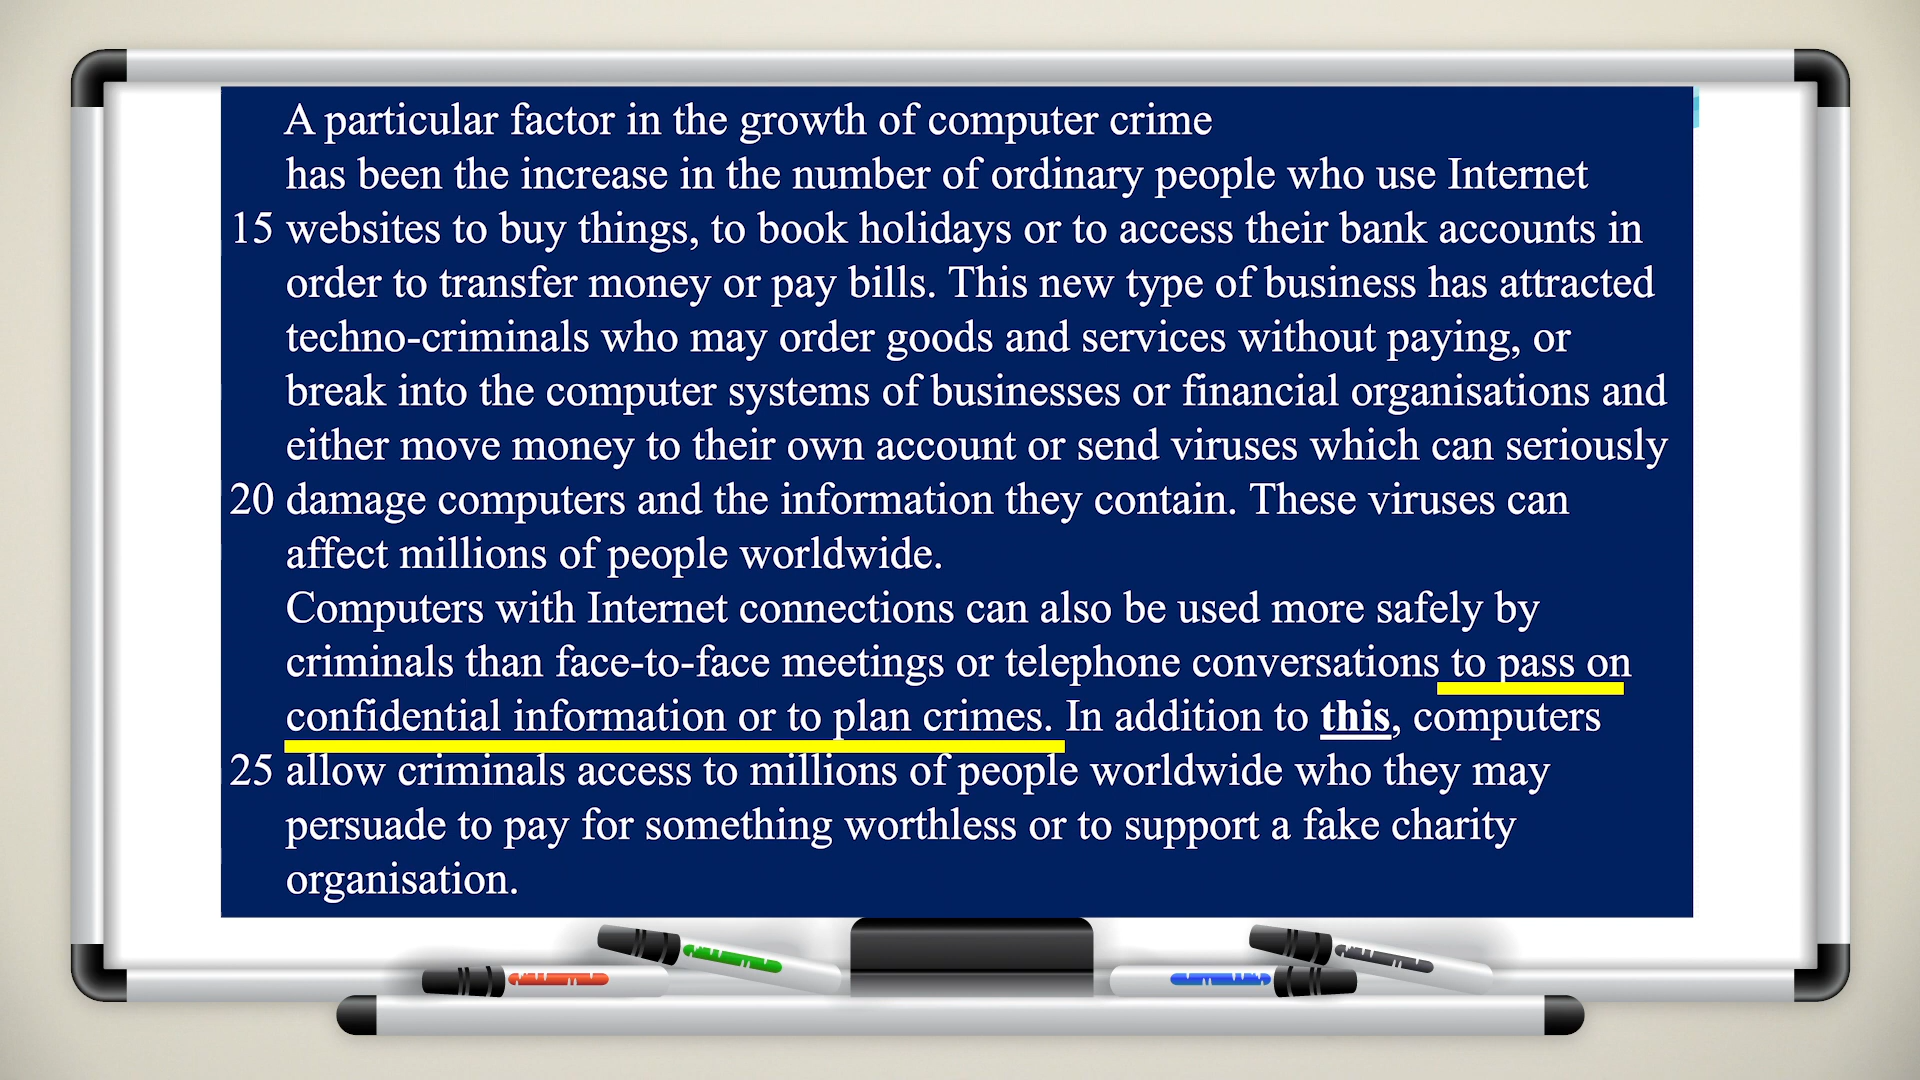 A particular factor in the growth of computer crime
has been the increase in the number of ordinary people who use Internet
15 websites to buy things, to book holidays or to access their bank accounts in
order to transfer money or pay bills. This new type of business has attracted
techno-criminals who may order goods and services without paying, or
break into the computer systems of businesses or financial organisations and
either move money to their own account or send viruses which can seriously
20 damage computers and the information they contain. These viruses can
affect millions of people worldwide.
Computers with Internet connections can also be used more safely by
criminals than face-to-face meetings or telephone conversations to pass on
confidential information or to plan crimes. In addition to this, computers
25 allow criminals access to millions of people worldwide who they may
persuade to pay for something worthless or to support a fake charity
organisation.